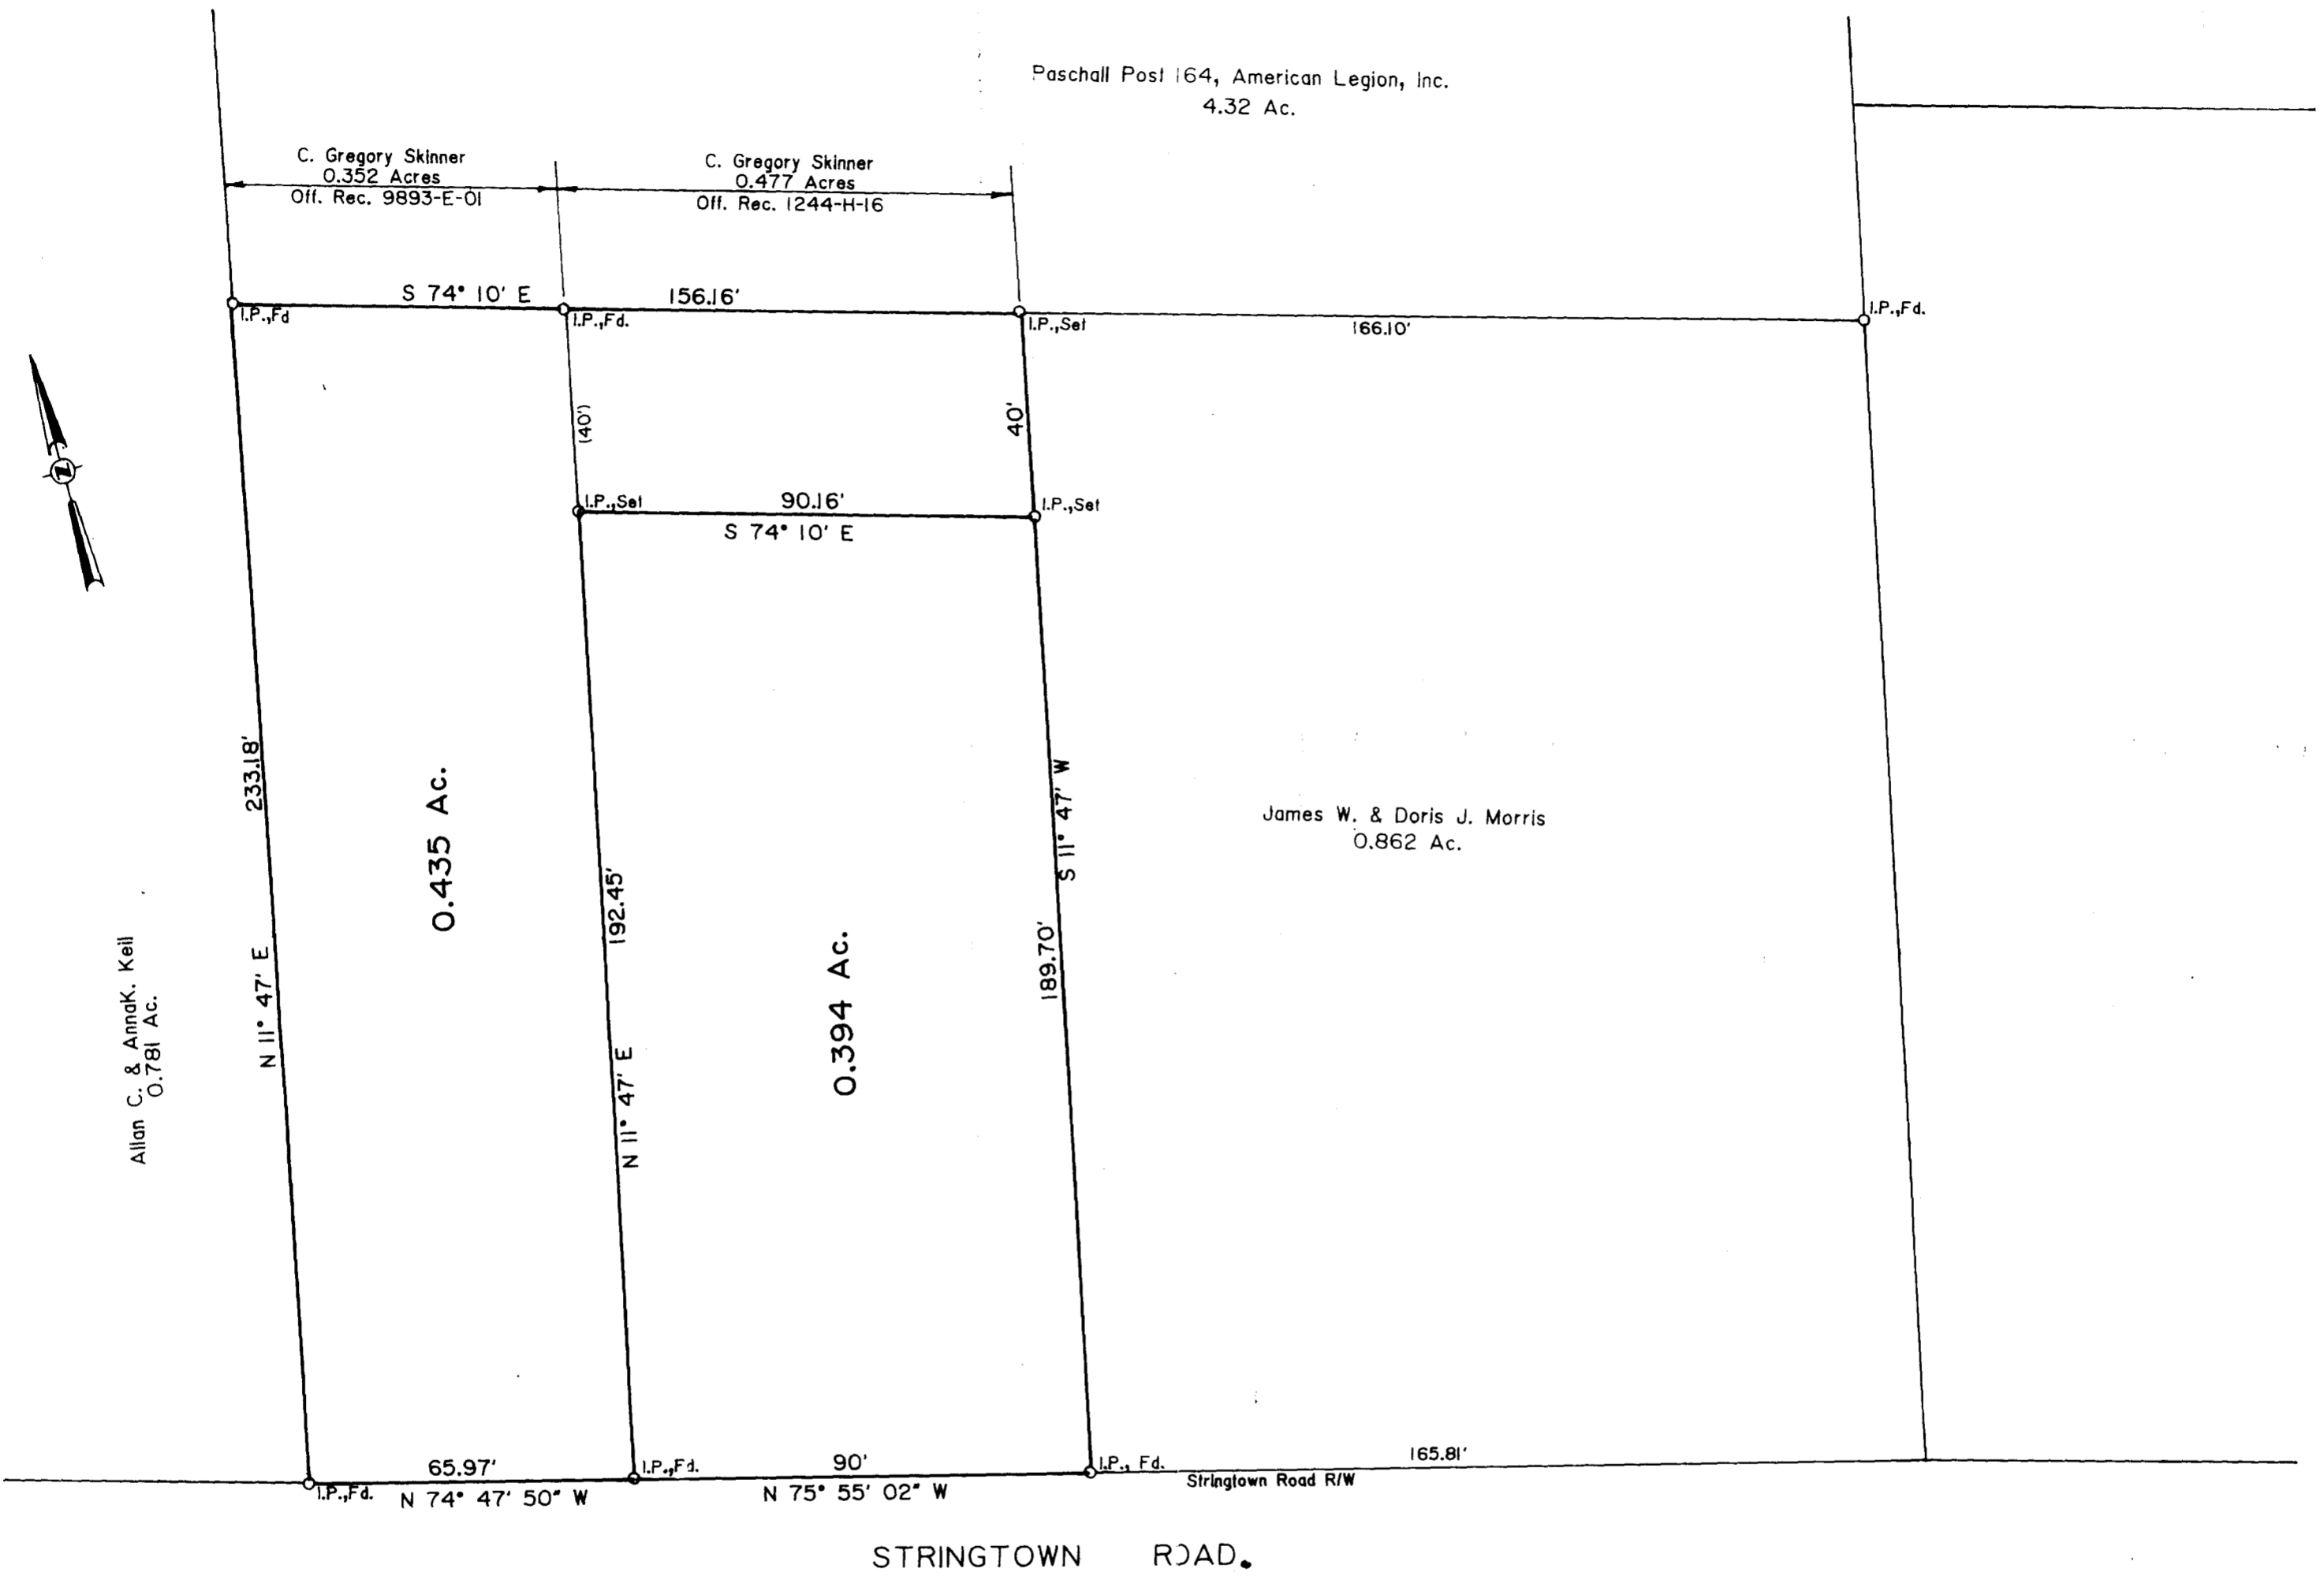 Paschall Post 164, American Legion, Inc.
4.32 Ac.
C. Gregory Skinner
0.352 Acres
Off. Rec. 9893-E-01
C. Gregory Skinner
0.477 Acres
Off. Rec. 1244-H-16
S 74° 10' E
156.16'
I.P.,Fd
I.P.,Fd.
I.P.,Set
166.10'
I.P.,Fd.
(40')
40'
N
I.P.,Set
90.16'
I.P.,Set
S 74° 10' E
233.18'
N 11° 47' E
0.435 Ac.
192.45'
N 11° 47' E
0.394 Ac.
S 11° 47' W
189.70'
James W. & Doris J. Morris
0.862 Ac.
Allan C. & AnnaK. Keil
0.781 Ac.
65.97'
I.P.,Fd.
90'
I.P., Fd.
165.81'
I.P.,Fd.
N 74° 47' 50" W
N 75° 55' 02" W
Stringtown Road R/W
STRINGTOWN ROAD.